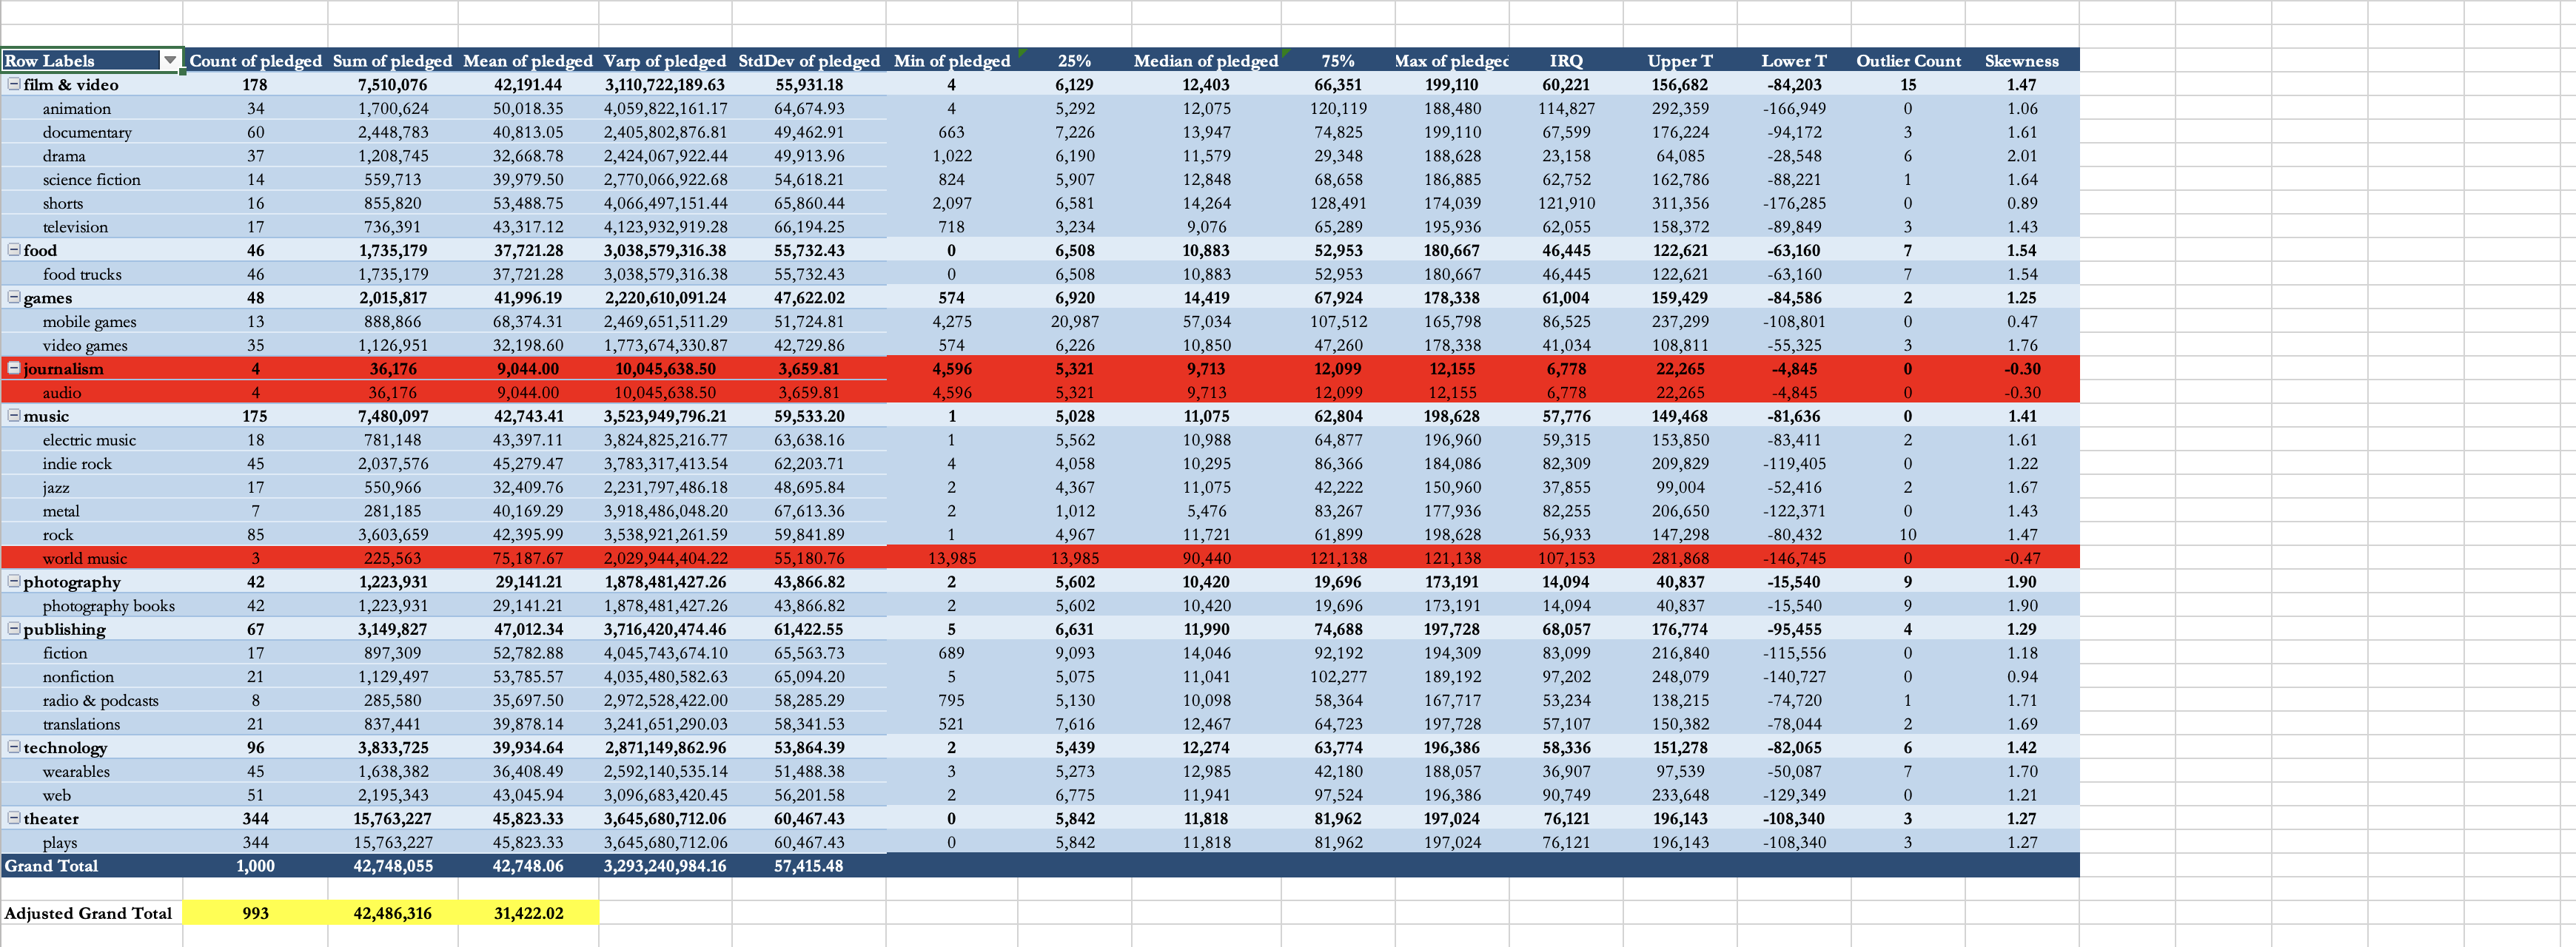 Row Labels Count of pledged Sum of pledged Mean of pledged Varp of pledged StdDev of pledged Min of pledged 25% Median of pledged 75% Max of pledged IRQ Upper T Lower T Outlier Count Skewness
film & video 178 7,510,076 42,191.44 3,110,722,189.63 55,931.18 4 6,129 12,403 66,351 199,110 60,221 156,682 -84,203 15 1.47
animation 34 1,700,624 50,018.35 4,059,822,161.17 64,674.93 4 5,292 12,075 120,119 188,480 114,827 292,359 -166,949 0 1.06
documentary 60 2,448,783 40,813.05 2,405,802,876.81 49,462.91 663 7,226 13,947 74,825 199,110 67,599 176,224 -94,172 3 1.61
drama 37 1,208,745 32,668.78 2,424,067,922.44 49,913.96 1,022 6,190 11,579 29,348 188,628 23,158 64,085 -28,548 6 2.01
science fiction 14 559,713 39,979.50 2,770,066,922.68 54,618.21 824 5,907 12,848 68,658 186,885 62,752 162,786 -88,221 1 1.64
shorts 16 855,820 53,488.75 4,066,497,151.44 65,860.44 2,097 6,581 14,264 128,491 174,039 121,910 311,356 -176,285 0 0.89
television 17 736,391 43,317.12 4,123,932,919.28 66,194.25 718 3,234 9,076 65,289 195,936 62,055 158,372 -89,849 3 1.43
food 46 1,735,179 37,721.28 3,038,579,316.38 55,732.43 0 6,508 10,883 52,953 180,667 46,445 122,621 -63,160 7 1.54
food trucks 46 1,735,179 37,721.28 3,038,579,316.38 55,732.43 0 6,508 10,883 52,953 180,667 46,445 122,621 -63,160 7 1.54
games 48 2,015,817 41,996.19 2,220,610,091.24 47,622.02 574 6,920 14,419 67,924 178,338 61,004 159,429 -84,586 2 1.25
mobile games 13 888,866 68,374.31 2,469,651,511.29 51,724.81 4,275 20,987 57,034 107,512 165,798 86,525 237,299 -108,801 0 0.47
video games 35 1,126,951 32,198.60 1,773,674,330.87 42,729.86 574 6,226 10,850 47,260 178,338 41,034 108,811 -55,325 3 1.76
journalism 4 36,176 9,044.00 10,045,638.50 3,659.81 4,596 5,321 9,713 12,099 12,155 6,778 22,265 -4,845 0 -0.30
audio 4 36,176 9,044.00 10,045,638.50 3,659.81 4,596 5,321 9,713 12,099 12,155 6,778 22,265 -4,845 0 -0.30
music 175 7,480,097 42,743.41 3,523,949,796.21 59,533.20 1 5,028 11,075 62,804 198,628 57,776 149,468 -81,636 0 1.41
electric music 18 781,148 43,397.11 3,824,825,216.77 63,638.16 1 5,562 10,988 64,877 196,960 59,315 153,850 -83,411 2 1.61
indie rock 45 2,037,576 45,279.47 3,783,317,413.54 62,203.71 4 4,058 10,295 86,366 184,086 82,309 209,829 -119,405 0 1.22
jazz 17 550,966 32,409.76 2,231,797,486.18 48,695.84 2 4,367 11,075 42,222 150,960 37,855 99,004 -52,416 2 1.67
metal 7 281,185 40,169.29 3,918,486,048.20 67,613.36 2 1,012 5,476 83,267 177,936 82,255 206,650 -122,371 0 1.43
rock 85 3,603,659 42,395.99 3,538,921,261.59 59,841.89 1 4,967 11,721 61,899 198,628 56,933 147,298 -80,432 10 1.47
world music 3 225,563 75,187.67 2,029,944,404.22 55,180.76 13,985 13,985 90,440 121,138 121,138 107,153 281,868 -146,745 0 -0.47
photography 42 1,223,931 29,141.21 1,878,481,427.26 43,866.82 2 5,602 10,420 19,696 173,191 14,094 40,837 -15,540 9 1.90
photography books 42 1,223,931 29,141.21 1,878,481,427.26 43,866.82 2 5,602 10,420 19,696 173,191 14,094 40,837 -15,540 9 1.90
publishing 67 3,149,827 47,012.34 3,716,420,474.46 61,422.55 5 6,631 11,990 74,688 197,728 68,057 176,774 -95,455 4 1.29
fiction 17 897,309 52,782.88 4,045,743,674.10 65,563.73 689 9,093 14,046 92,192 194,309 83,099 216,840 -115,556 0 1.18
nonfiction 21 1,129,497 53,785.57 4,035,480,582.63 65,094.20 5 5,075 11,041 102,277 189,192 97,202 248,079 -140,727 0 0.94
radio & podcasts 8 285,580 35,697.50 2,972,528,422.00 58,285.29 795 5,130 10,098 58,364 167,717 53,234 138,215 -74,720 1 1.71
translations 21 837,441 39,878.14 3,241,651,290.03 58,341.53 521 7,616 12,467 64,723 197,728 57,107 150,382 -78,044 2 1.69
technology 96 3,833,725 39,934.64 2,871,149,862.96 53,864.39 2 5,439 12,274 63,774 196,386 58,336 151,278 -82,065 6 1.42
wearables 45 1,638,382 36,408.49 2,592,140,535.14 51,488.38 3 5,273 12,985 42,180 188,057 36,907 97,539 -50,087 7 1.70
web 51 2,195,343 43,045.94 3,096,683,420.45 56,201.58 2 6,775 11,941 97,524 196,386 90,749 233,648 -129,349 0 1.21
theater 344 15,763,227 45,823.33 3,645,680,712.06 60,467.43 0 5,842 11,818 81,962 197,024 76,121 196,143 -108,340 3 1.27
plays 344 15,763,227 45,823.33 3,645,680,712.06 60,467.43 0 5,842 11,818 81,962 197,024 76,121 196,143 -108,340 3 1.27
Grand Total 1,000 42,748,055 42,748.06 3,293,240,984.16 57,415.48
Adjusted Grand Total 993 42,486,316 31,422.02